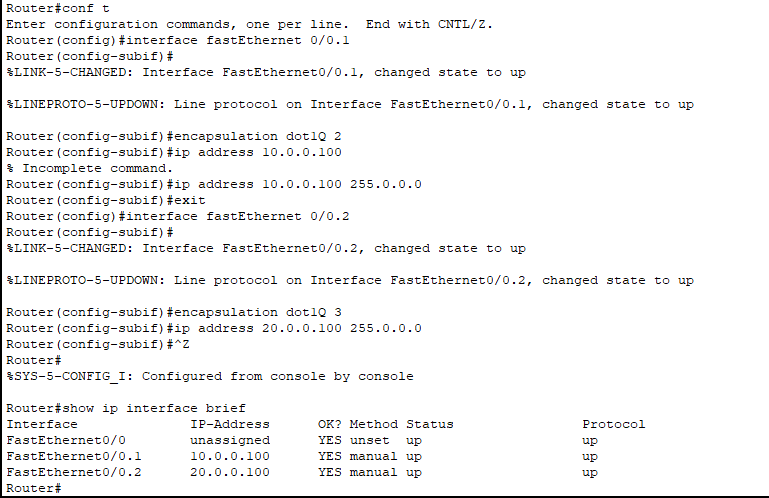 Router#conf t
Enter configuration commands, one per line.  End with CNTL/Z.
Router(config)#interface fastEthernet 0/0.1
Router(config-subif)#
%LINK-5-CHANGED: Interface FastEthernet0/0.1, changed state to up
%LINEPROTO-5-UPDOWN: Line protocol on Interface FastEthernet0/0.1, changed state to up
Router(config-subif)#encapsulation dot1Q 2
Router(config-subif)#ip address 10.0.0.100
% Incomplete command.
Router(config-subif)#ip address 10.0.0.100 255.0.0.0
Router(config-subif)#exit
Router(config)#interface fastEthernet 0/0.2
Router(config-subif)#
%LINK-5-CHANGED: Interface FastEthernet0/0.2, changed state to up
%LINEPROTO-5-UPDOWN: Line protocol on Interface FastEthernet0/0.2, changed state to up
Router(config-subif)#encapsulation dot1Q 3
Router(config-subif)#ip address 20.0.0.100 255.0.0.0
Router(config-subif)#^Z
Router#
%SYS-5-CONFIG_I: Configured from console by console
Router#show ip interface brief
Interface              IP-Address      OK? Method Status                Protocol
FastEthernet0/0        unassigned      YES unset  up                    up
FastEthernet0/0.1      10.0.0.100      YES manual up                    up
FastEthernet0/0.2      20.0.0.100      YES manual up                    up
Router#